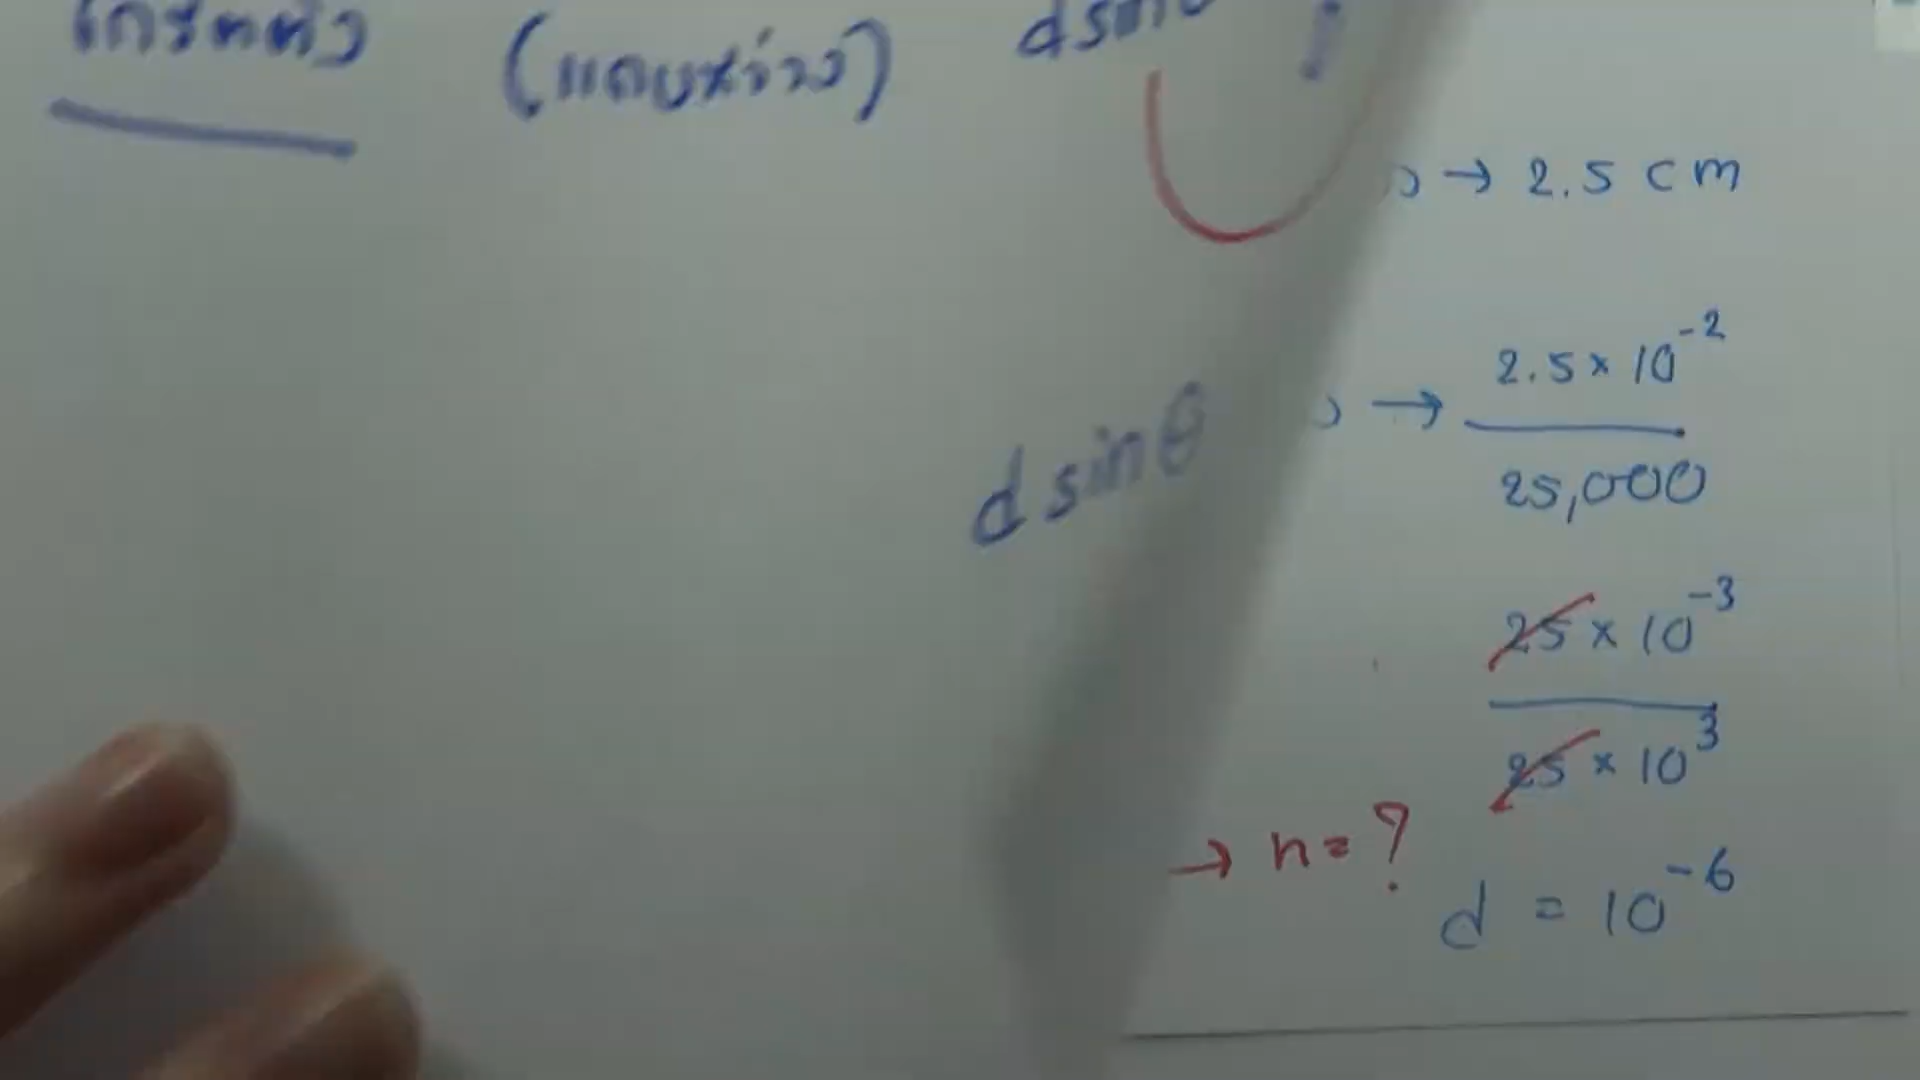 เกรตติง (แถบสว่าง) d sinθ
→ 2.5 cm
→ 2.5 × 10⁻²
25,000
d sinθ
25 × 10⁻³
25 × 10³
→ n = ?
d = 10⁻⁶